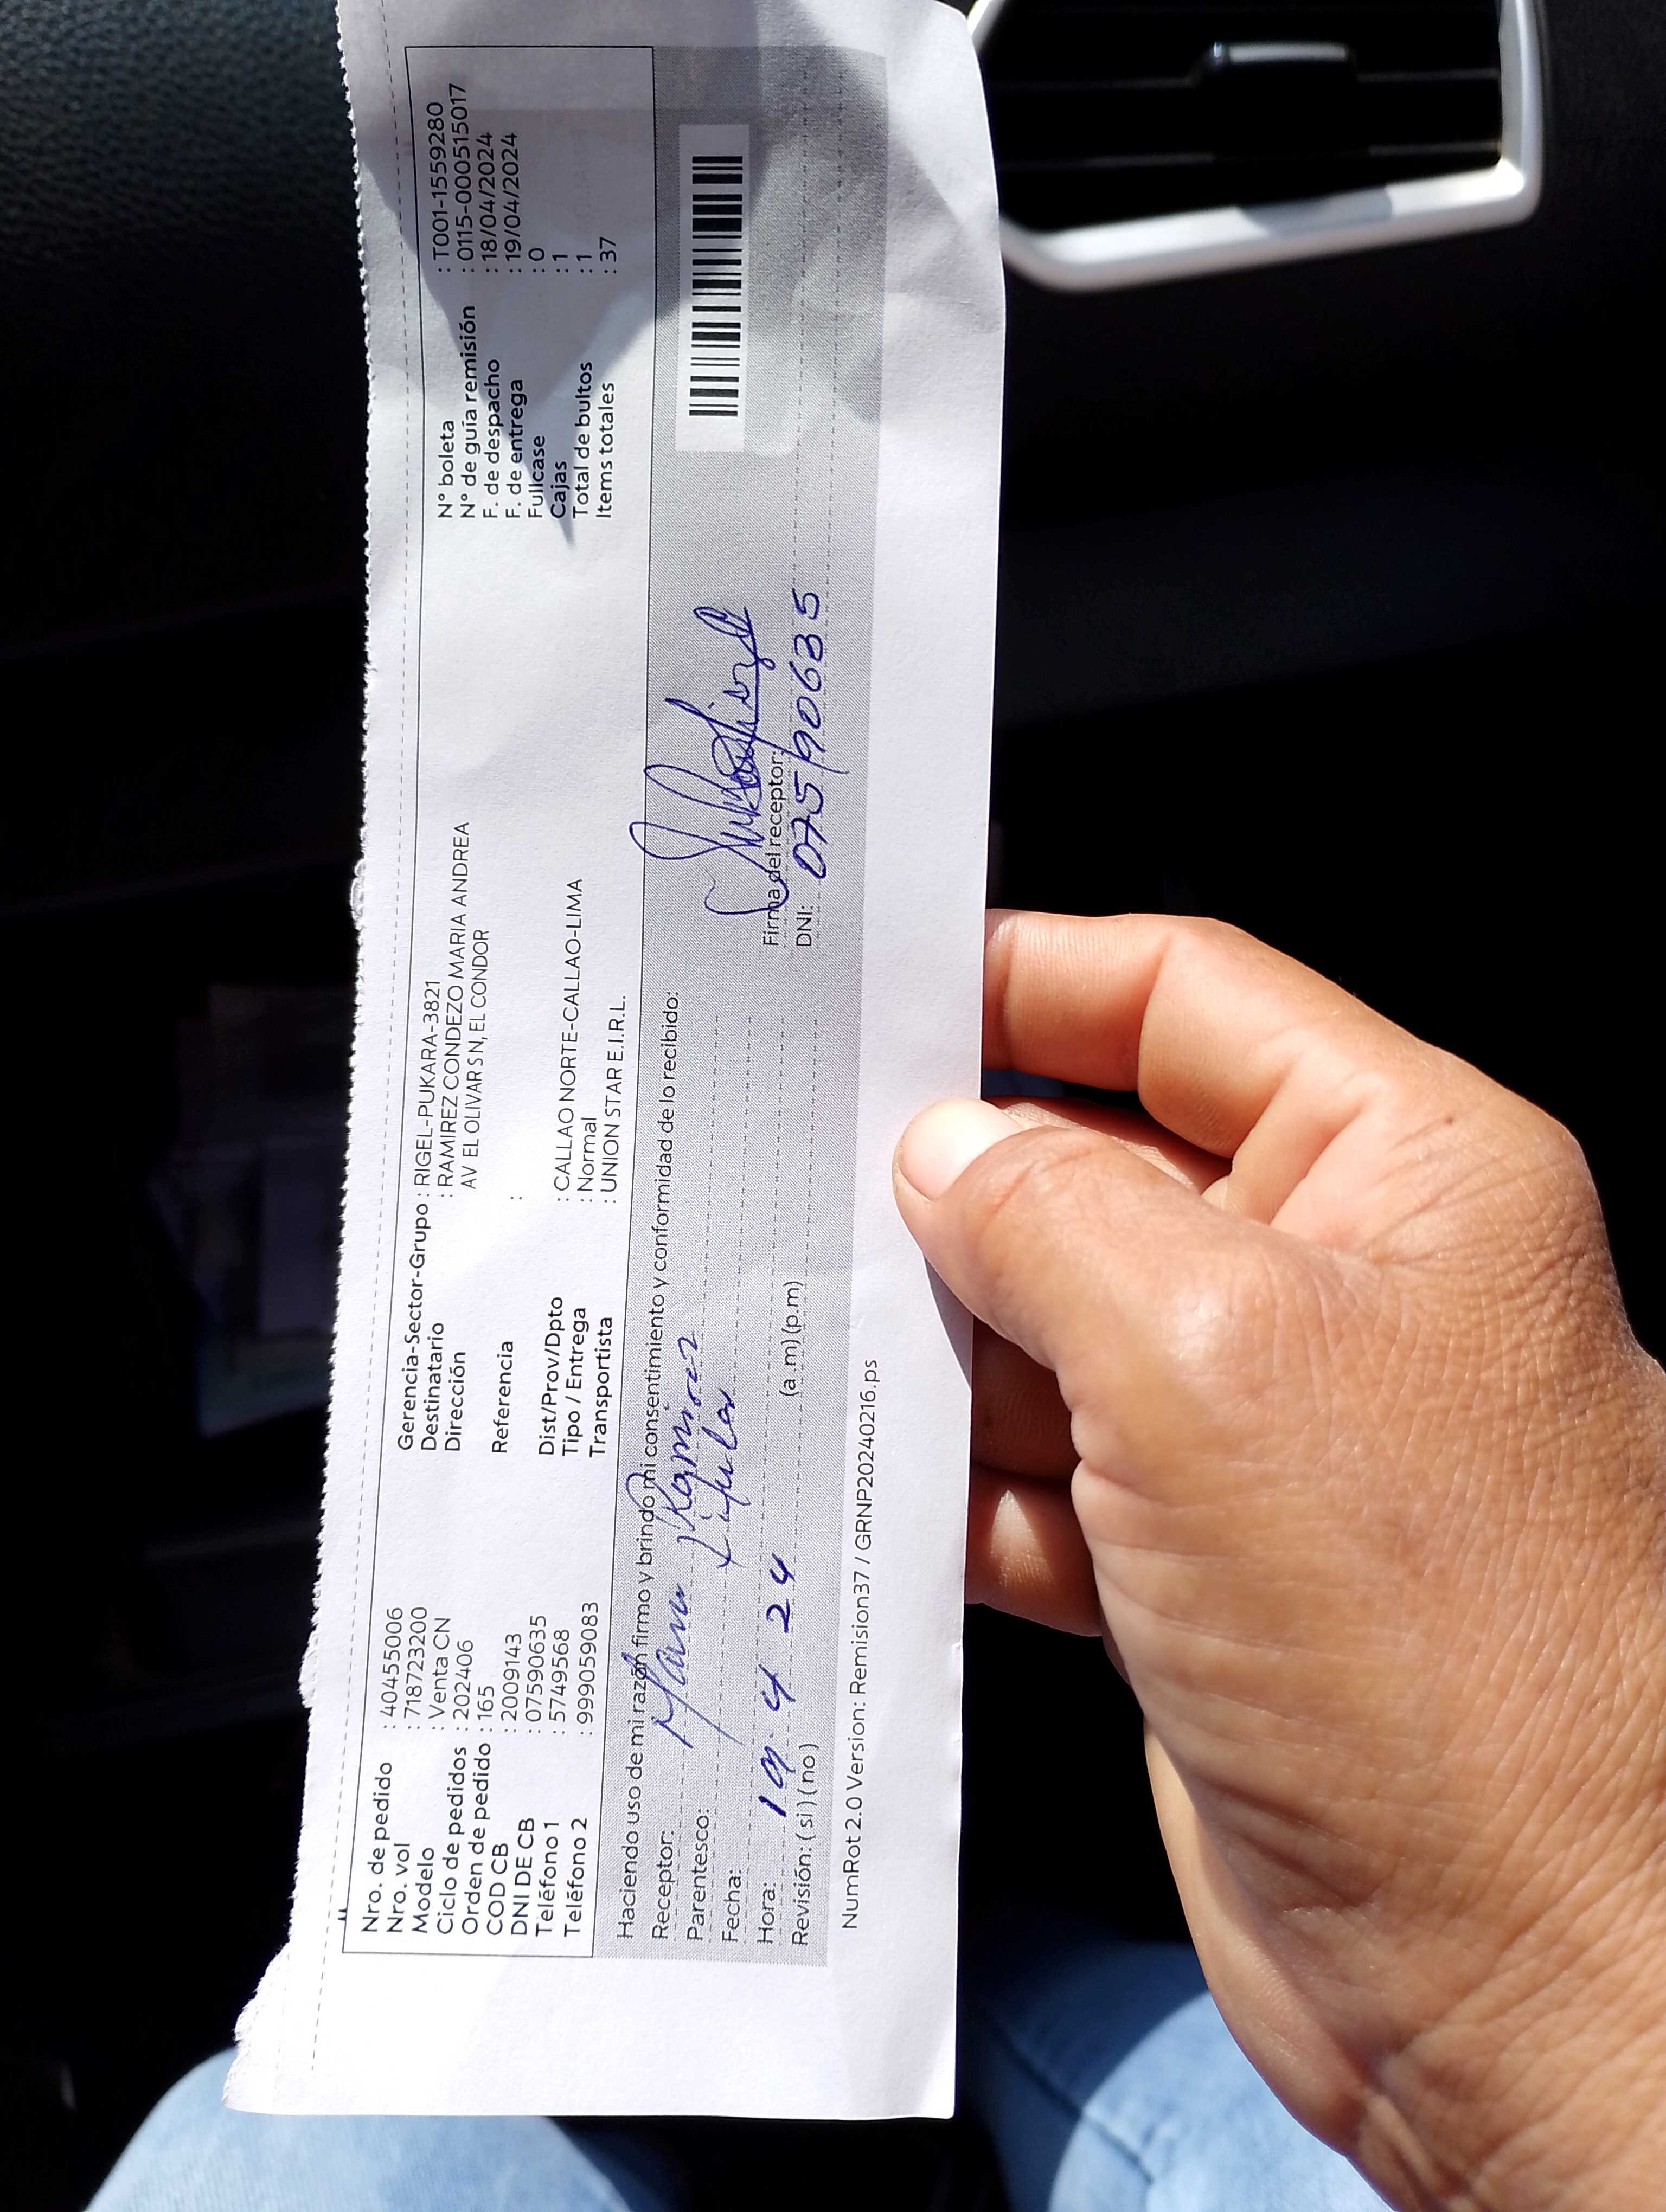 Nro. de pedido : 40455006
Nro. vol : 718723200
Modelo : Venta CN
Ciclo de pedidos : 202406
Orden de pedido : 165
COD CB : 2009143
DNI DE CB : 07590635
Teléfono 1 : 5749568
Teléfono 2 : 999059083
Gerencia-Sector-Grupo : RIGEL-PUKARA-3821
Destinatario : RAMIREZ CONDEZO MARIA ANDREA
Dirección AV EL OLIVAR S N, EL CONDOR
Referencia :
Dist/Prov/Dpto : CALLAO NORTE-CALLAO-LIMA
Tipo / Entrega : Normal
Transportista : UNION STAR E.I.R.L.
N° boleta : T001-1559280
N° de guía remisión : 0115-0000515017
F. de despacho : 18/04/2024
F. de entrega : 19/04/2024
Fullcase : 0
Cajas : 1
Total de bultos : 1
Items totales : 37
Haciendo uso de mi razón firmo y brindo mi consentimiento y conformidad de lo recibido:
Receptor: Maria Ramirez
Parentesco: titular
Fecha: 19 4 24
Hora: (a .m) (p.m)
Revisión: ( si ) ( no )
Firma del receptor:
DNI: 07590635
NumRot 2.0 Version: Remision37 / GRNP20240216.ps